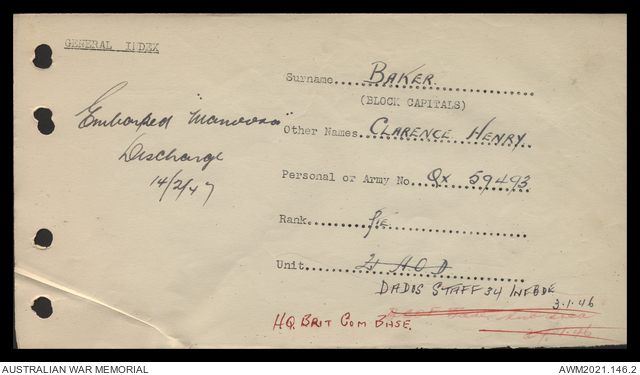 GENERAL INDEX
Surname BAKER.
(BLOCK CAPITALS)
Embarked "Manoora"
Discharge
14/2/47
Other Names CLARENCE HENRY
Personal or Army No. QX 59493
Rank Pte
Unit A.O.D
DADOS STAFF 34 INF BDE
3.1.46
HQ. BRIT COM BASE.
AUSTRALIAN WAR MEMORIAL
AWM2021.146.2